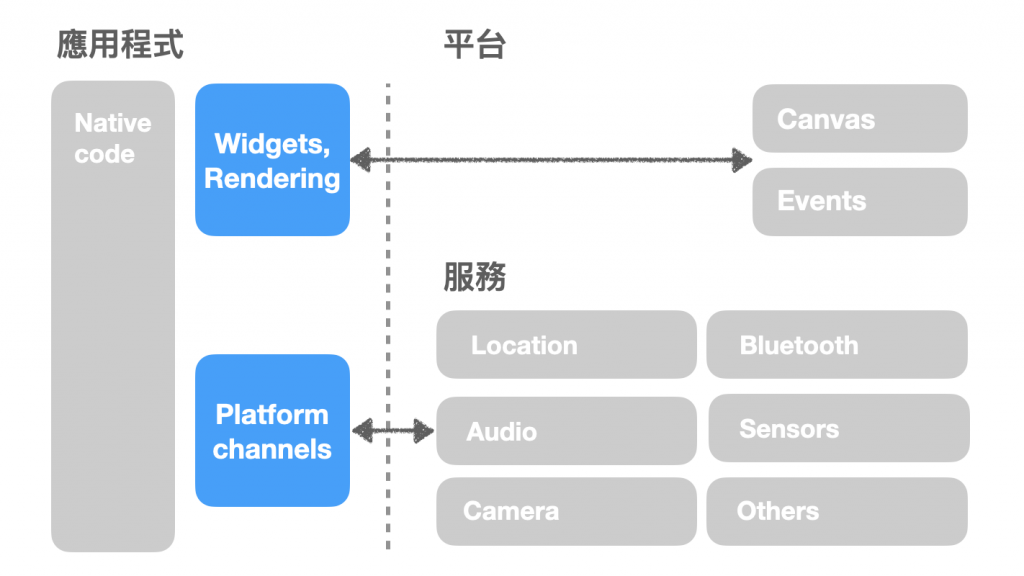 應用程式
平台
Native
code
Widgets,
Rendering
Canvas
Events
服務
Location
Bluetooth
Platform
channels
Audio
Sensors
Camera
Others